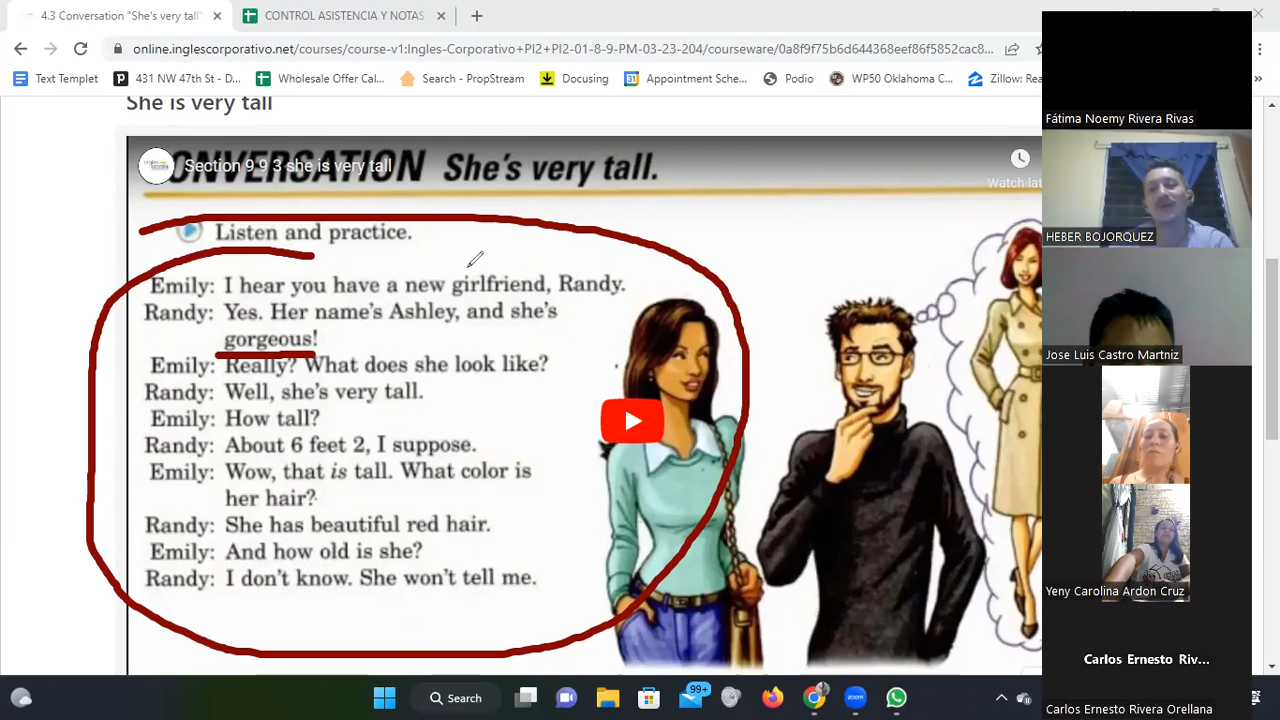 4.3 Conversation "She's very tall"
CONTROL ASISTENCIA Y NOTAS
online.inglescorporativo.net/courses/course-v1:Ingles-Corporativo+PI2+PI2-01-8-9-PM-03-23-204/courseware/0a8f9f75b6d644368eef86f5852cac8...
Text Templet
431 NW 47th St - D...
Wholesale Offer Cal...
Search - PropStream
Docusing
Appointment Sche...
Podio
WP50 Oklahoma C...
Zillow: Rea
She is very tall
CONVERSATION She's very tall.
Section 9 9 3 she is very tall
Watch lat
Listen and practice.
Emily: I hear you have a new girlfriend, Randy.
Randy: Yes. Her name's Ashley, and she's
gorgeous!
Emily: Really? What does she look like?
Randy: Well, she's very tall.
Emily: How tall?
Randy: About 6 feet 2, I suppose.
Emily: Wow, that is tall. What color is
her hair?
Randy: She has beautiful red hair.
Emily: And how old is she?
Randy: I don't know. She won't tell me.
Fátima Noemy Rivera Rivas
HEBER BOJORQUEZ
Jose Luis Castro Martniz
Yeny Carolina Ardon Cruz
Carlos Ernesto Riv...
Carlos Ernesto Rivera Orellana
Search
99+